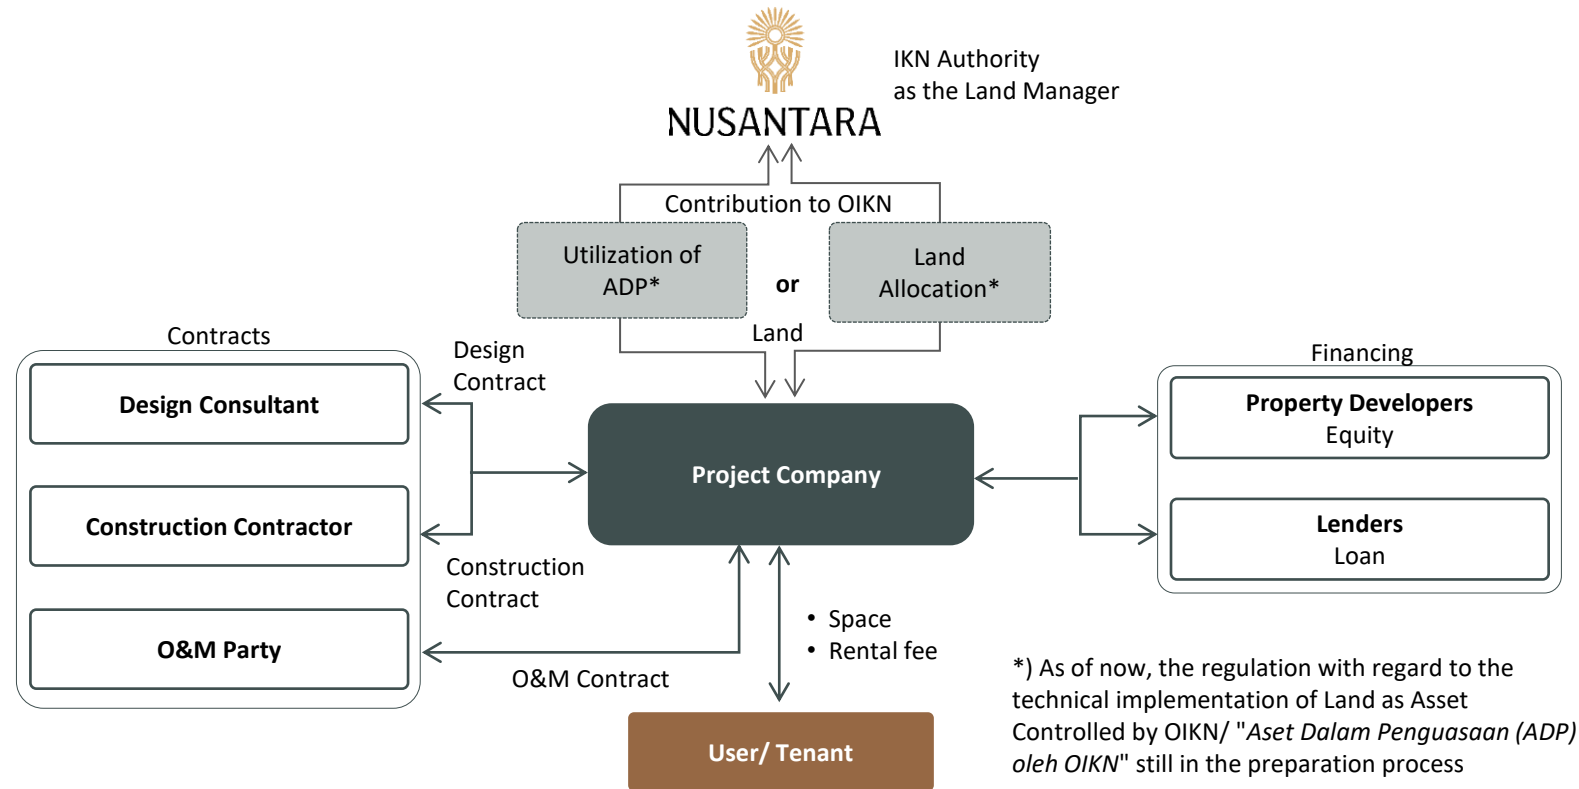 NUSANTARA
IKN Authority
as the Land Manager
Contribution to OIKN
Utilization of
ADP*
or
Land
Allocation*
Land
Contracts
Design Consultant
Construction Contractor
O&M Party
Design
Contract
Construction
Contract
O&M Contract
Project Company
• Space
• Rental fee
User/ Tenant
Financing
Property Developers
Equity
Lenders
Loan
*) As of now, the regulation with regard to the
technical implementation of Land as Asset
Controlled by OIKN/ "Aset Dalam Penguasaan (ADP)
oleh OIKN" still in the preparation process